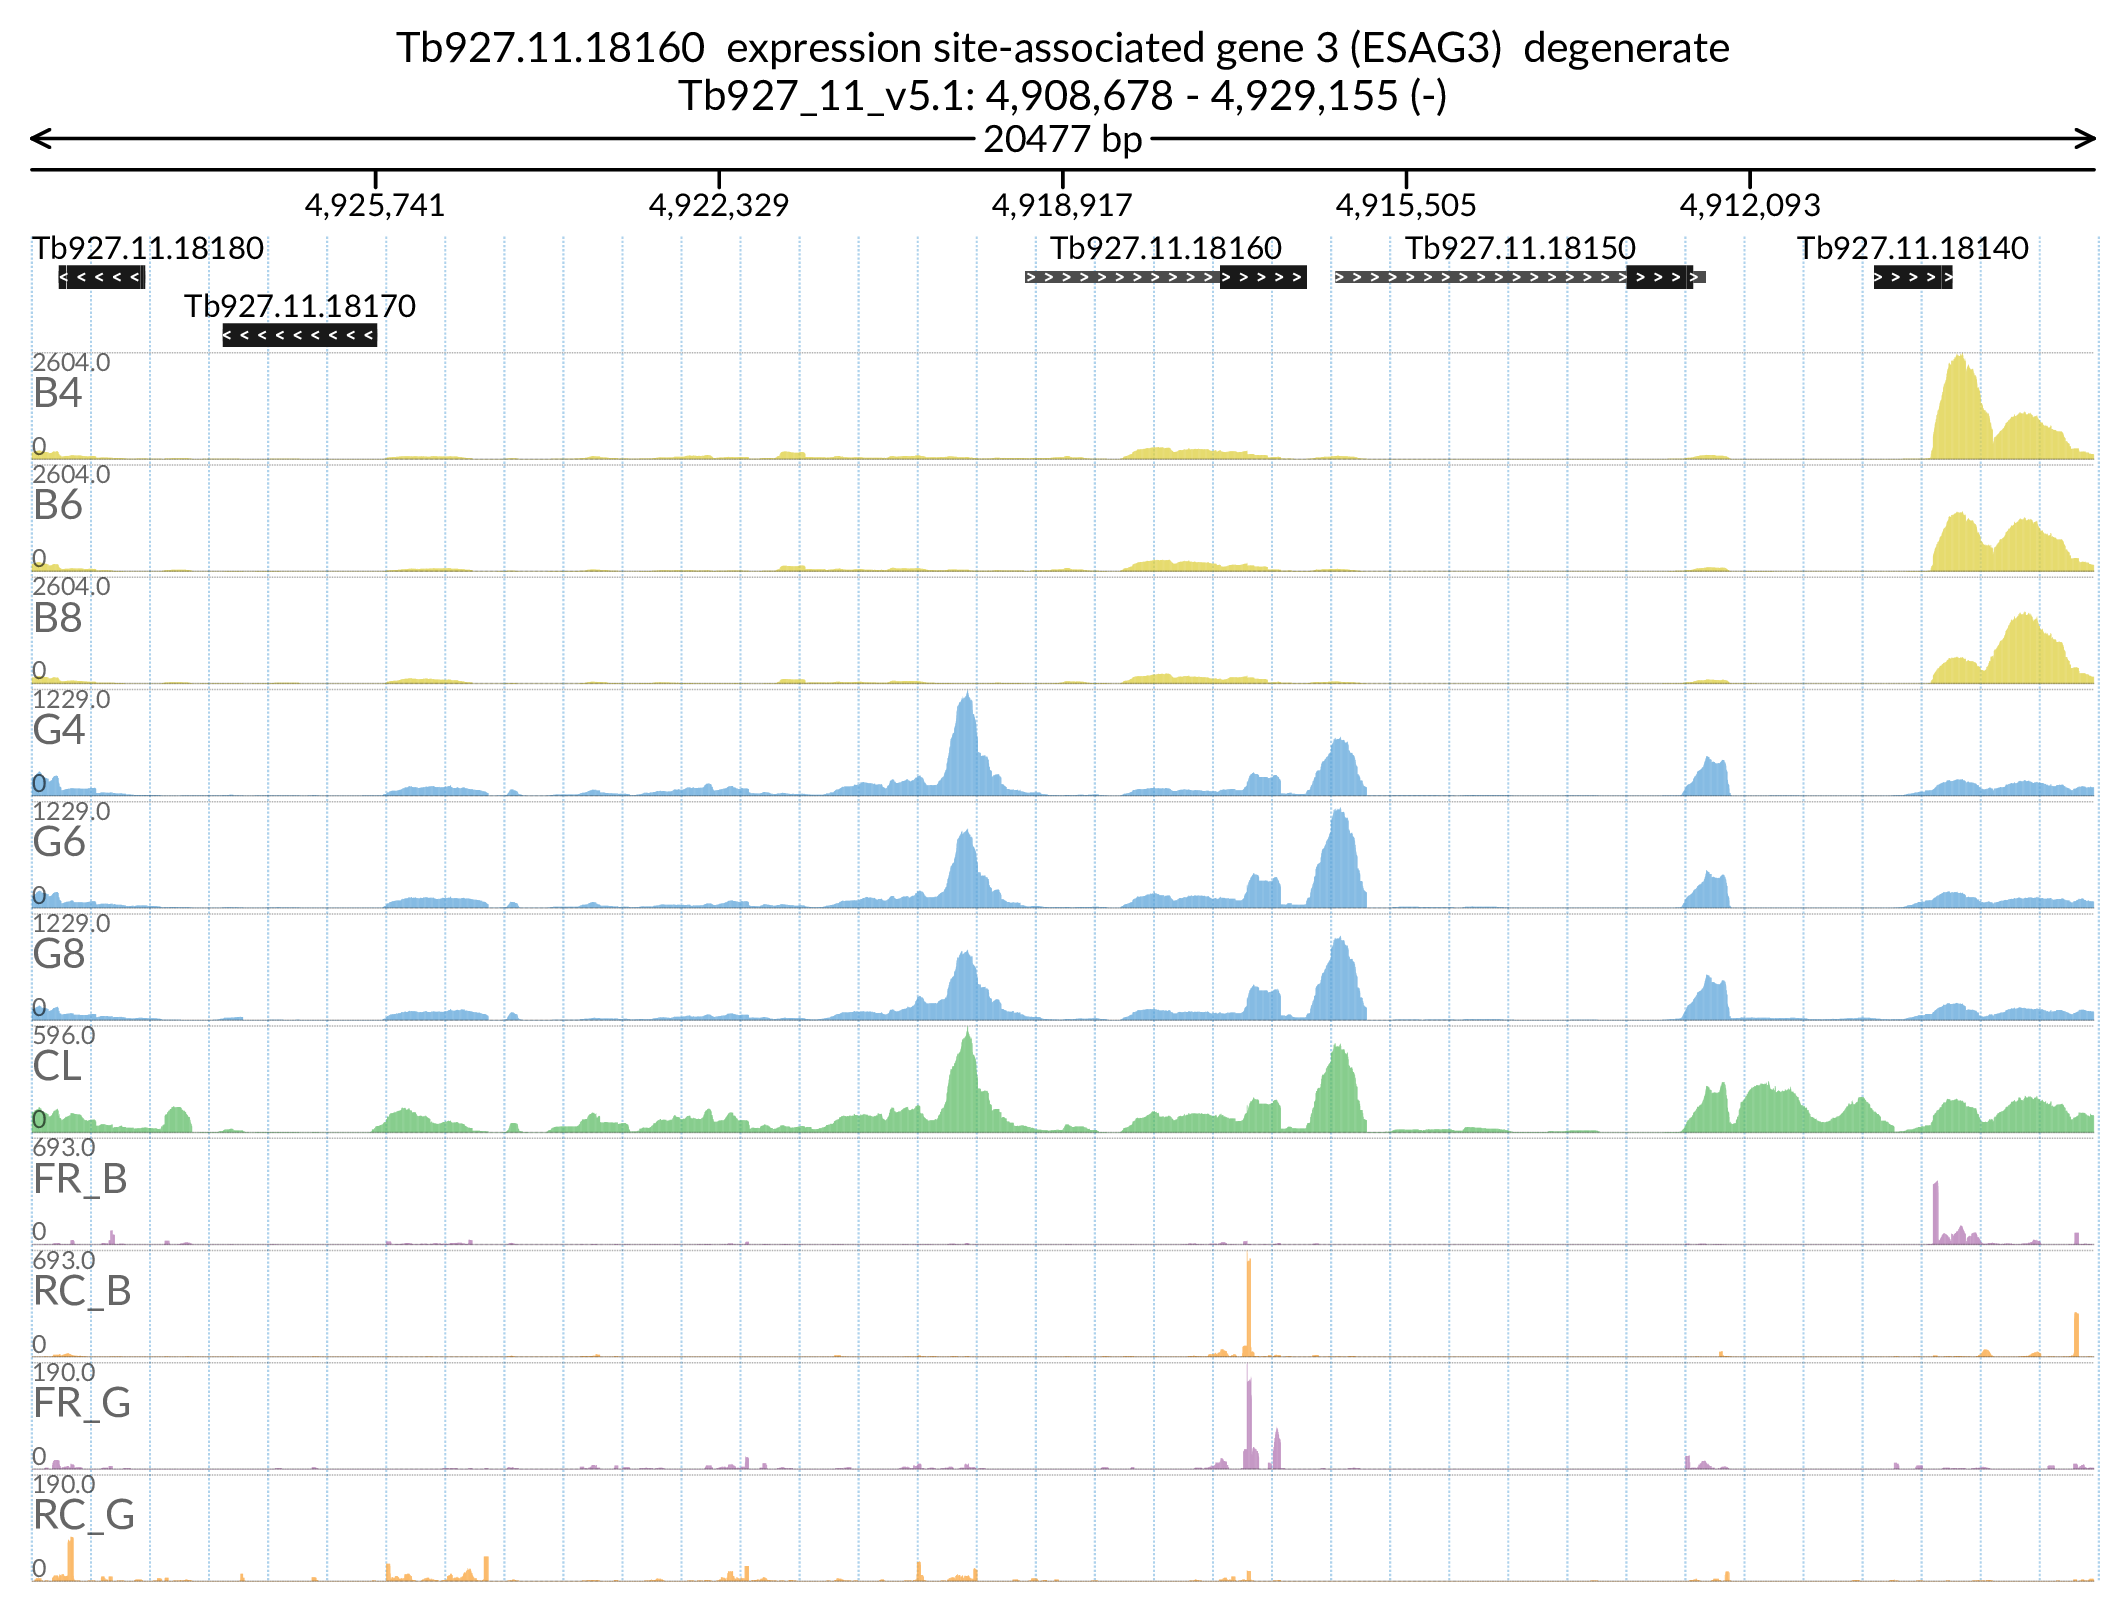 Tb927.11.18160 expression site-associated gene 3 (ESAG3) degenerate
Tb927_11_v5.1: 4,908,678 - 4,929,155 (-)
20477 bp
4,925,741 4,922,329 4,918,917 4,915,505 4,912,093
Tb927.11.18180 Tb927.11.18160 Tb927.11.18150 Tb927.11.18140
Tb927.11.18170
2604.0
B4
0
2604.0
B6
0
2604.0
B8
0
1229.0
G4
0
1229.0
G6
0
1229.0
G8
0
596.0
CL
0
693.0
FR_B
0
693.0
RC_B
0
190.0
FR_G
0
190.0
RC_G
0